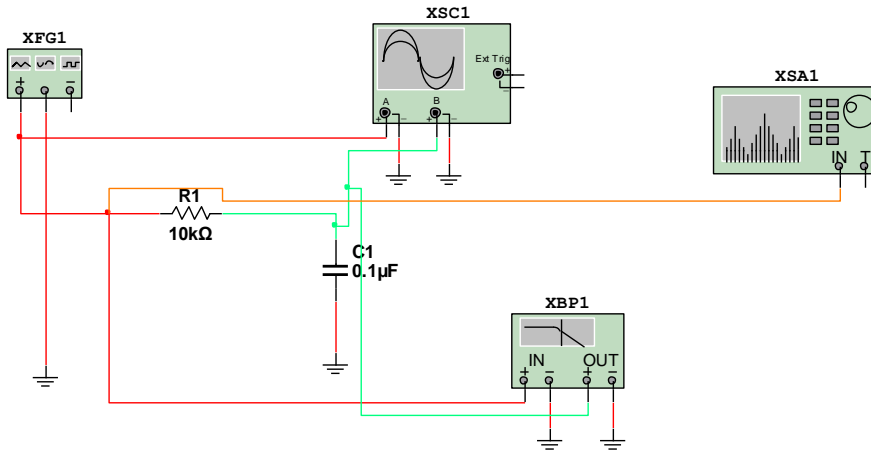 XSC1
XFG1
Ext Trig
+
−
A
B
+
−
+
−
+
−
XSA1
IN
T
R1
10kΩ
C1
0.1µF
XBP1
IN
OUT
+
−
+
−